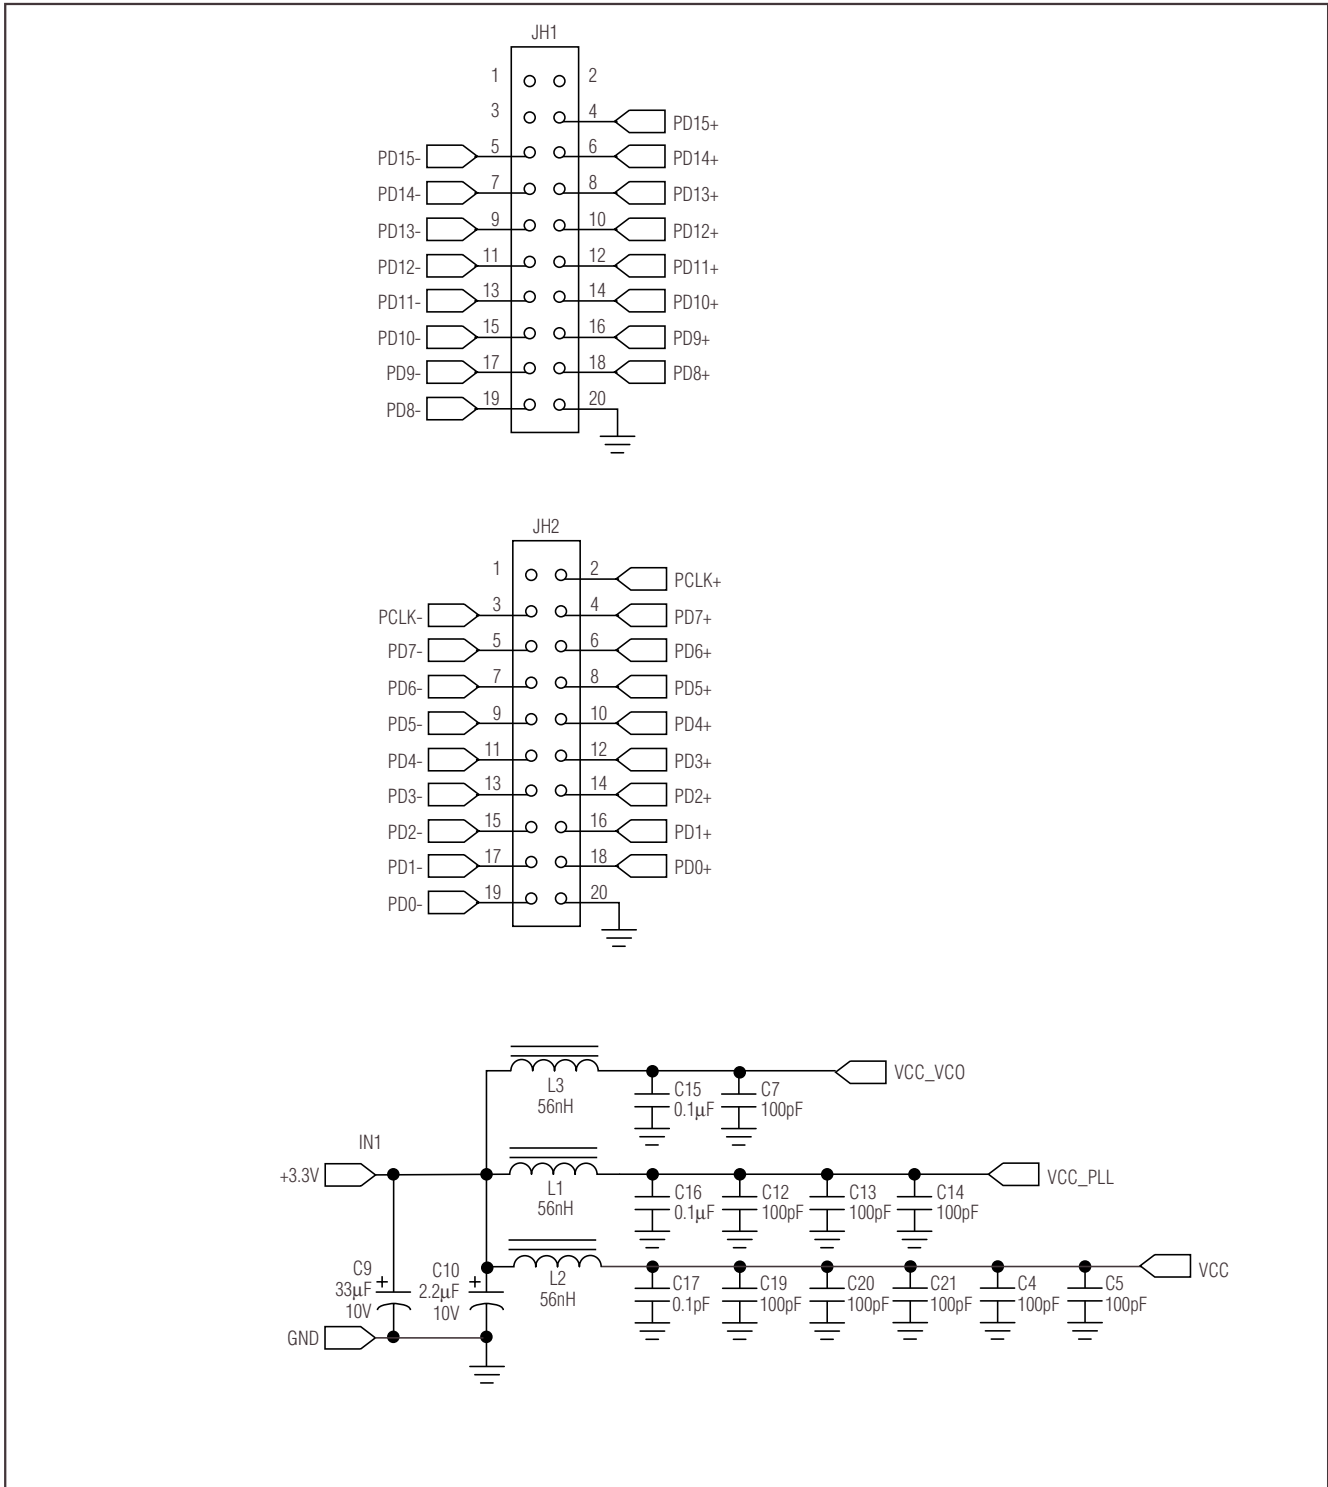 JH1
1 2
3 4 PD15+
PD15- 5 6 PD14+
PD14- 7 8 PD13+
PD13- 9 10 PD12+
PD12- 11 12 PD11+
PD11- 13 14 PD10+
PD10- 15 16 PD9+
PD9- 17 18 PD8+
PD8- 19 20
JH2
1 2 PCLK+
PCLK- 3 4 PD7+
PD7- 5 6 PD6+
PD6- 7 8 PD5+
PD5- 9 10 PD4+
PD4- 11 12 PD3+
PD3- 13 14 PD2+
PD2- 15 16 PD1+
PD1- 17 18 PD0+
PD0- 19 20
L3
56nH
C15
0.1µF
C7
100pF
VCC_VCO
IN1
+3.3V
L1
56nH
C16
0.1µF
C12
100pF
C13
100pF
C14
100pF
VCC_PLL
C9
33µF
10V
+
C10
2.2µF
10V
+
L2
56nH
C17
0.1pF
C19
100pF
C20
100pF
C21
100pF
C4
100pF
C5
100pF
VCC
GND